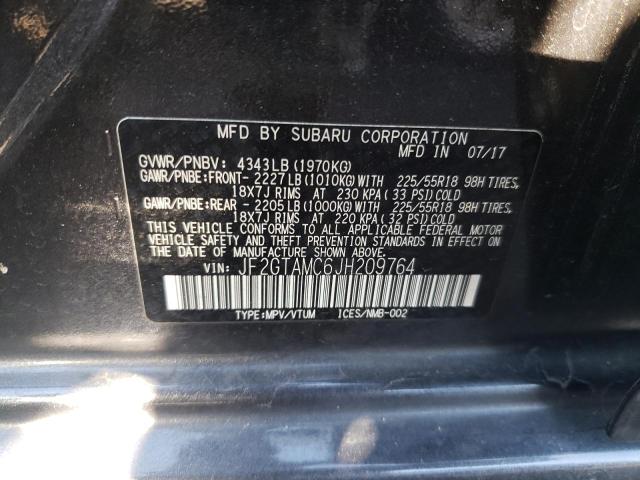 MFD BY SUBARU CORPORATION
GVWR/PNBV: 4343LB(1970KG) MFD IN 07/17
GAWR/PNBE:FRONT-2227LB(1010KG)WITH 225/55R18 98H TIRES,
18X7J RIMS AT 230 KPA(33 PSI)COLD
GAWR/PNBE:REAR -2205LB(1000KG)WITH 225/55R18 98H TIRES,
18X7J RIMS AT 220 KPA(32 PSI)COLD
THIS VEHICLE CONFORMS TO ALL APPLICABLE FEDERAL MOTOR
VEHICLE SAFETY AND THEFT PREVENTION STANDARDS IN EFFECT
ON THE DATE OF MANUFACTURE SHOWN ABOVE.
VIN: JF2GTAMC6JH209764
TYPE:MPV/VTUM ICES/NMB-002